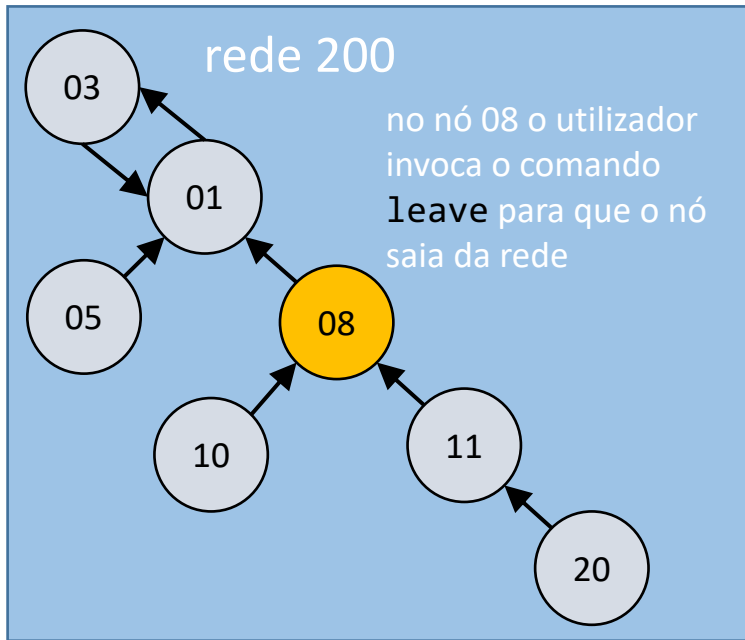 rede 200
03
no nó 08 o utilizador
invoca o comando
leave para que o nó
saia da rede
01
05
08
10
11
20